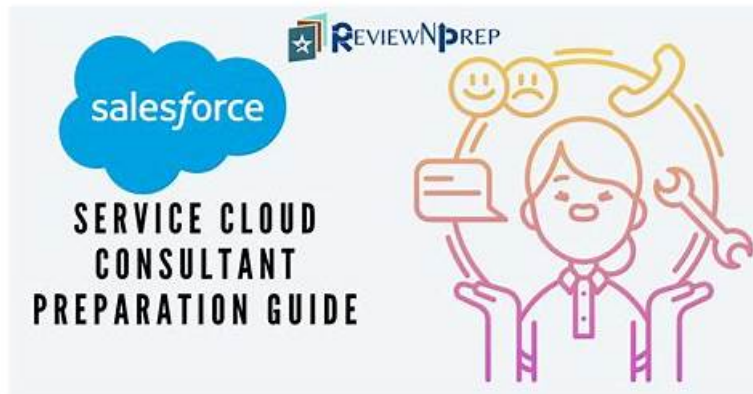 REVIEWNPREP
salesforce
SERVICE CLOUD
CONSULTANT
PREPARATION GUIDE